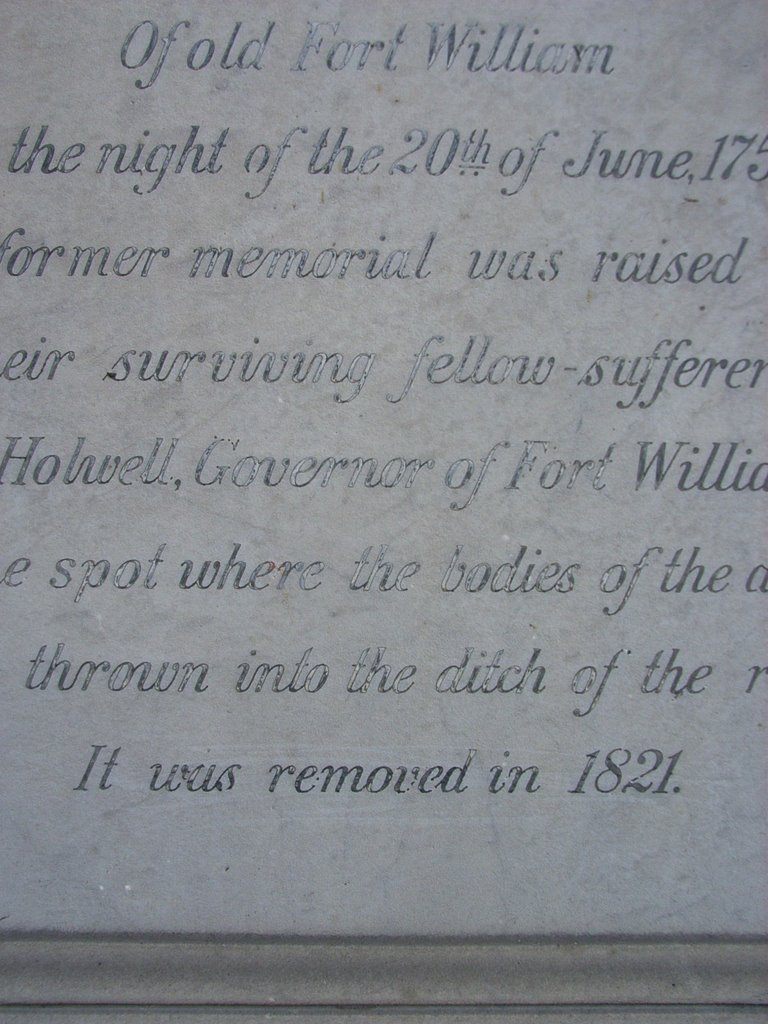 Of old Fort William
the night of the 20th of June, 175
former memorial was raised
eir surviving fellow-sufferer
Holwell, Governor of Fort Willia
e spot where the bodies of the d
thrown into the ditch of the r
It was removed in 1821.